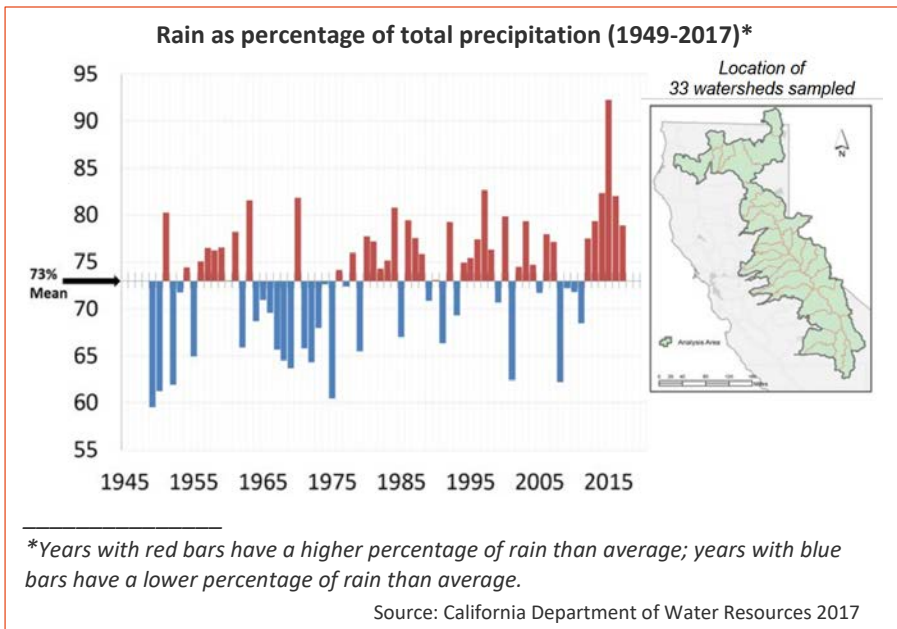 Rain as percentage of total precipitation (1949-2017)*
Location of
33 watersheds sampled
95
90
85
80
75
73%
Mean
70
65
60
55
1945 1955 1965 1975 1985 1995 2005 2015
N
Analysis Area
*Years with red bars have a higher percentage of rain than average; years with blue
bars have a lower percentage of rain than average.
Source: California Department of Water Resources 2017